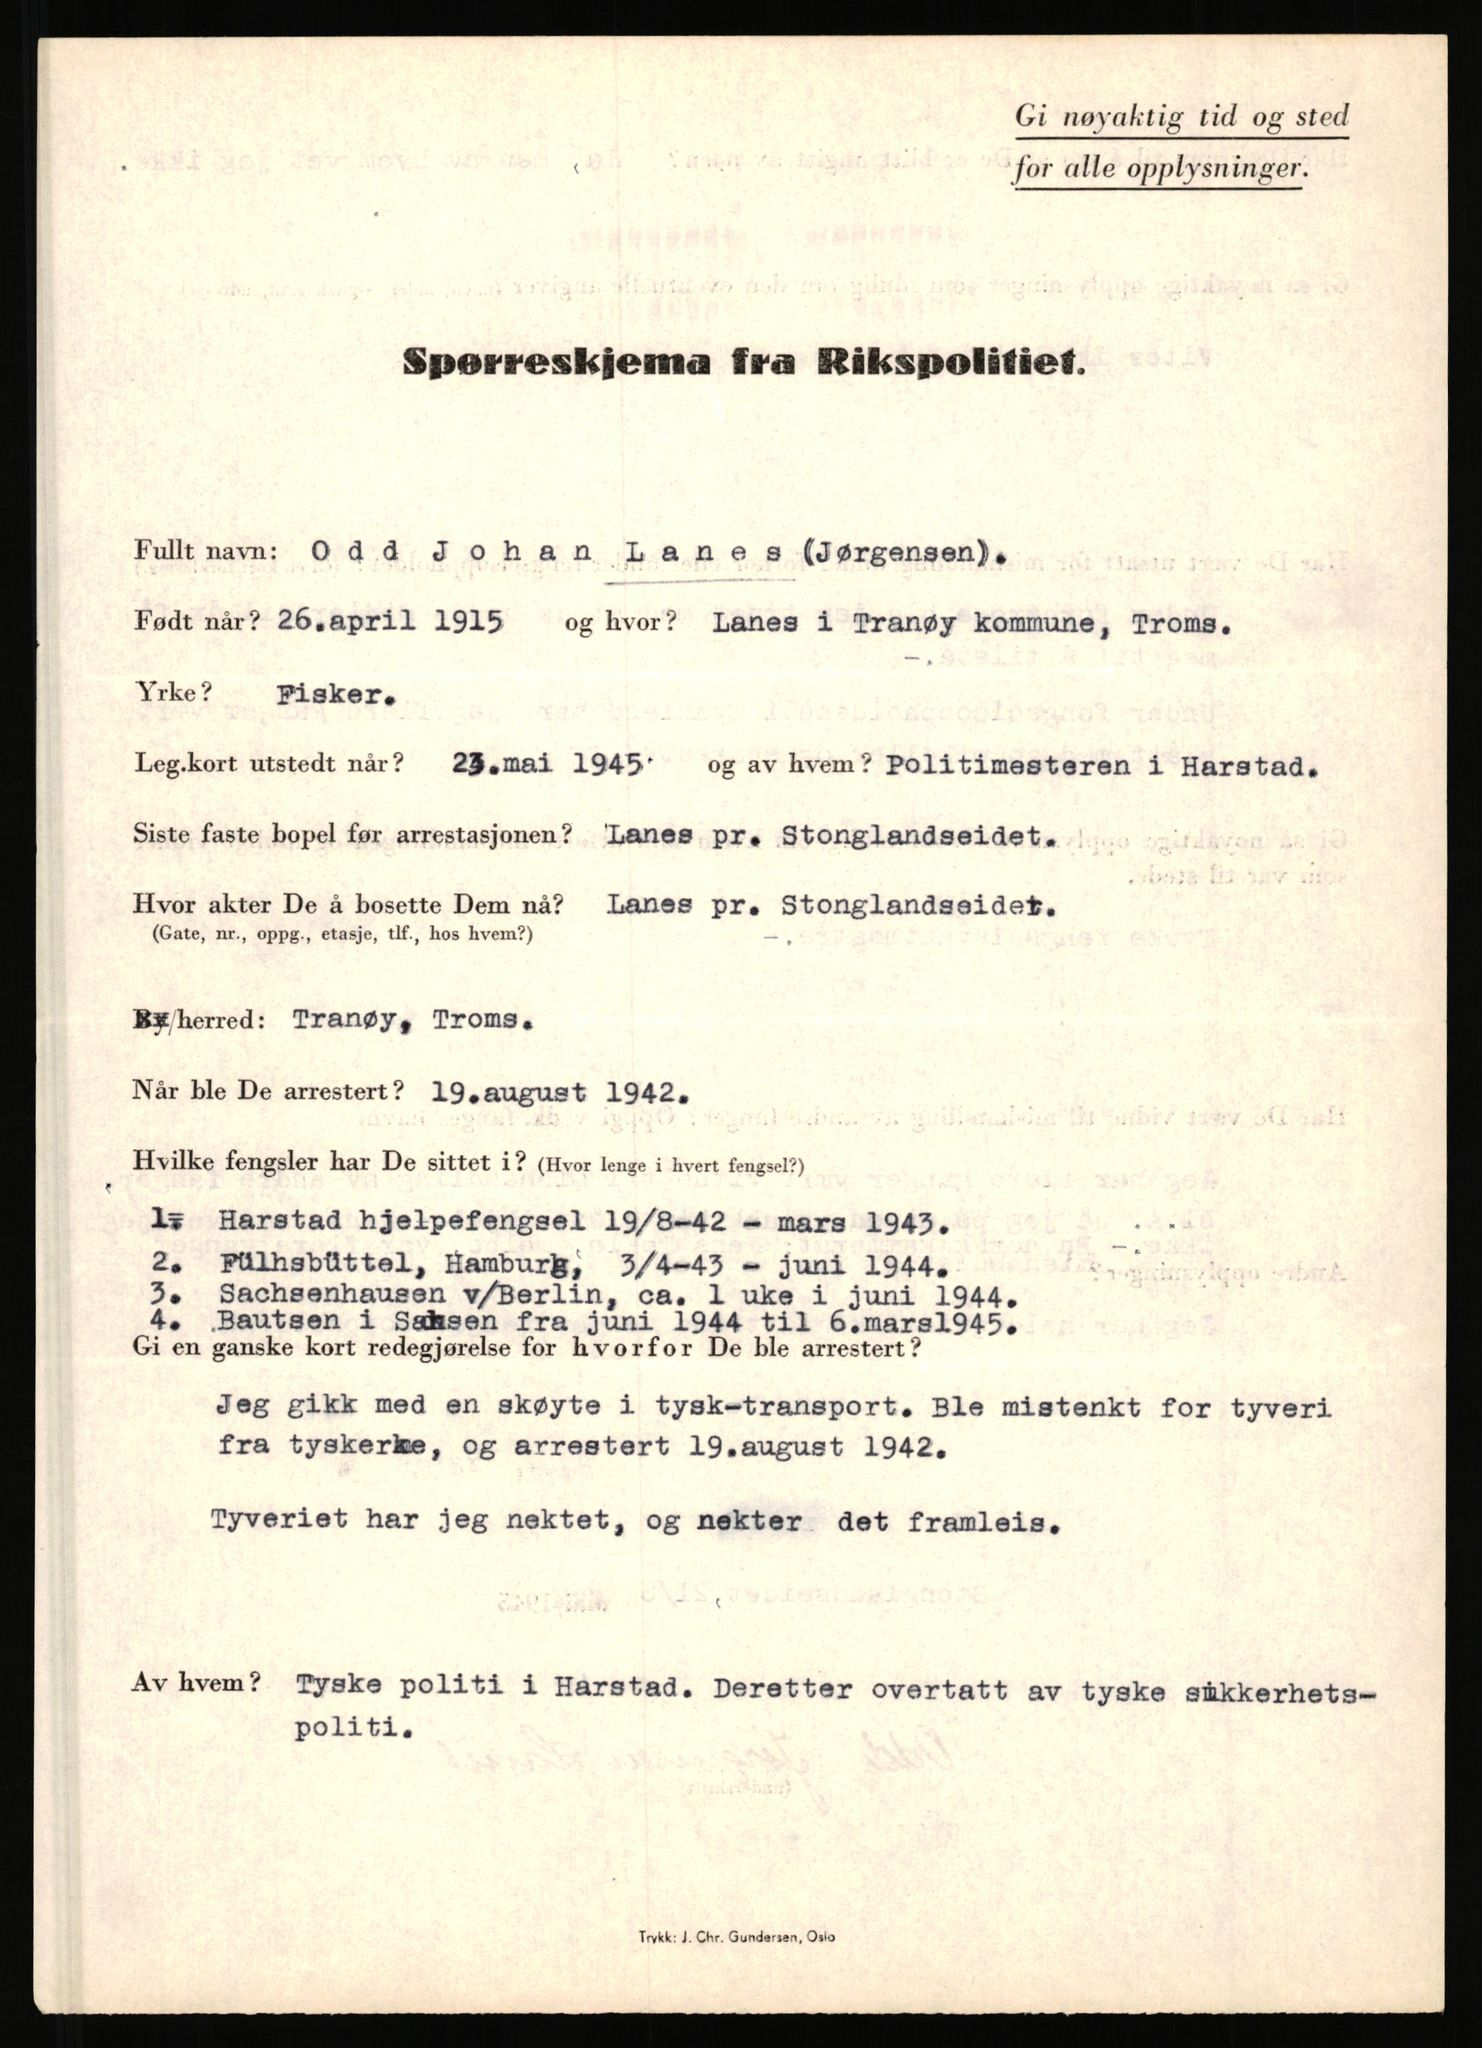 Gi nøyaktig tid og sted
for alle opplysninger.
Spørreskjema fra Rikspolitiet.
Fullt navn: O d d J o h a n L a n e s (Jørgensen).
Født når? 26.april 1915 og hvor? Lanes i Tranøy kommune, Troms.
Yrke? Fisker.
Leg.kort utstedt når? 23.mai 1945 og av hvem? Politimesteren i Harstad.
Siste faste bopel før arrestasjonen? Lanes pr. Stonglandseidet.
Hvor akter De å bosette Dem nå? Lanes pr. Stonglandseidet.
(Gate, nr., oppg., etasje, tlf., hos hvem?)
By/herred: Tranøy, Troms.
Når ble De arrestert? 19.august 1942.
Hvilke fengsler har De sittet i? (Hvor lenge i hvert fengsel?)
1. Harstad hjelpefengsel 19/8-42 - mars 1943.
2. Fülhsbüttel, Hamburg, 3/4-43 - juni 1944.
3. Sachsenhausen v/Berlin, ca. 1 uke i juni 1944.
4. Bautsen i Sachsen fra juni 1944 til 6.mars1945.
Gi en ganske kort redegjørelse for hvorfor De ble arrestert?
Jeg gikk med en skøyte i tysk-transport. Ble mistenkt for tyveri
fra tyskerne, og arrestert 19.august 1942.
Tyveriet har jeg nektet, og nekter det framleis.
Av hvem? Tyske politi i Harstad. Deretter overtatt av tyske sikkerhets-
politi.
Trykk: J. Chr. Gundersen, Oslo